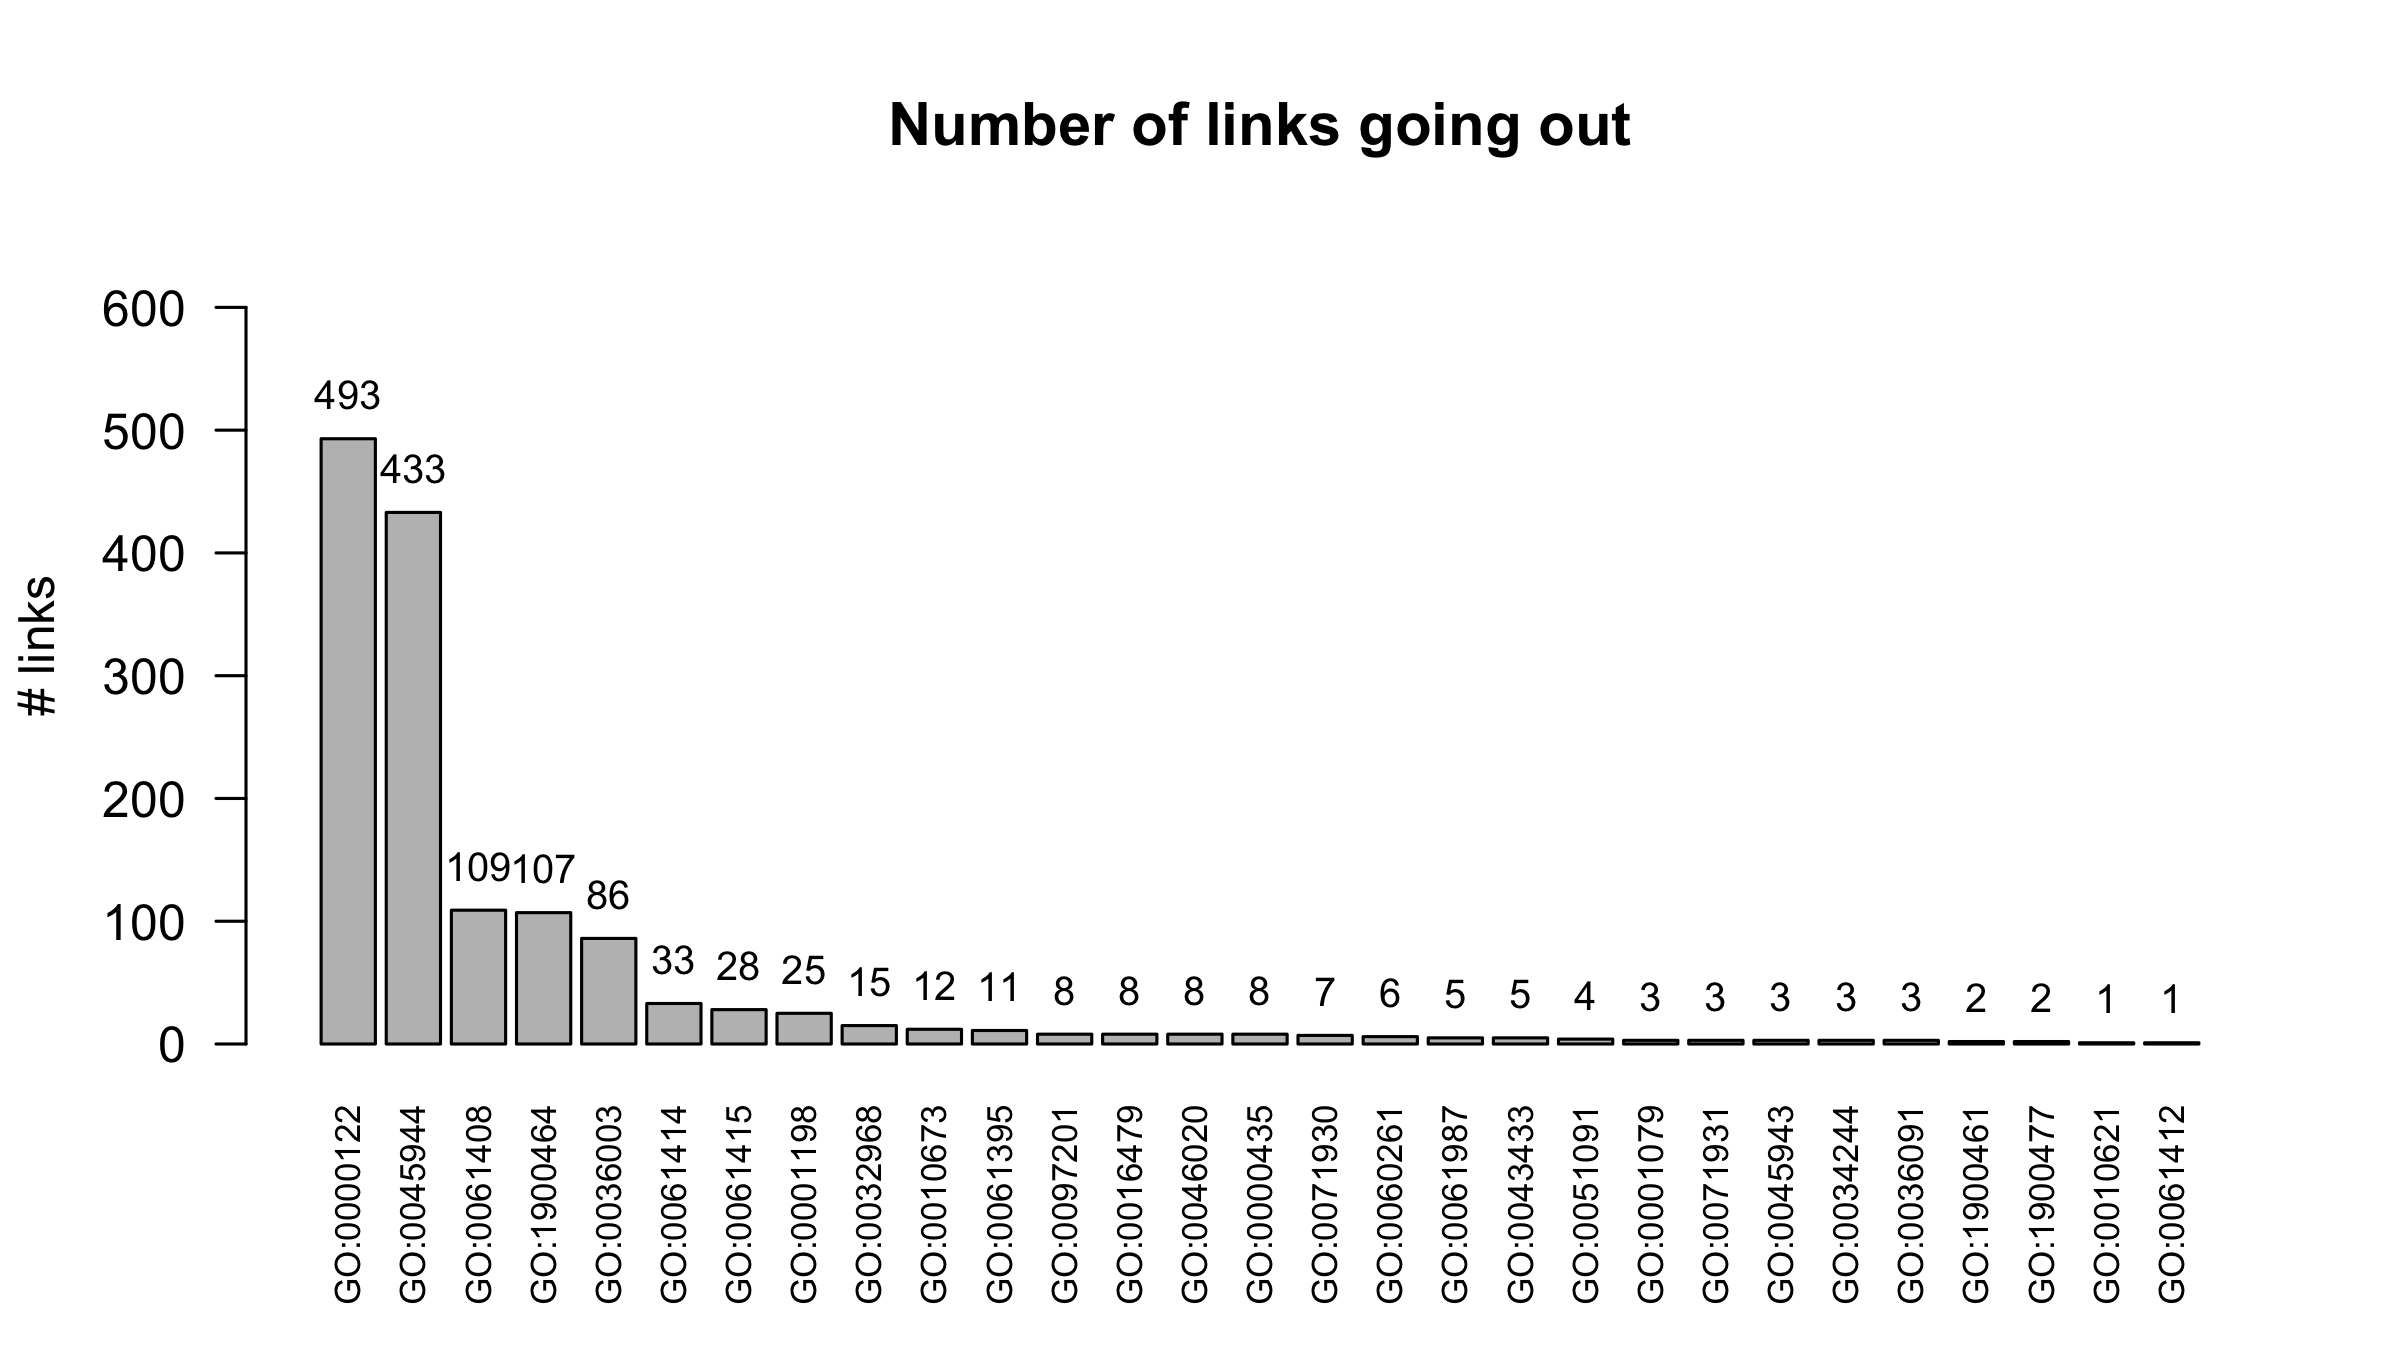 Number of links going out
# links
600
500
400
300
200
100
0
493
433
109
107
86
33
28
25
15
12
11
8
8
8
8
7
6
5
5
4
3
3
3
3
3
2
2
1
1
GO:0000122
GO:0045944
GO:0061408
GO:1900464
GO:0036003
GO:0061414
GO:0061415
GO:0001198
GO:0032968
GO:0010673
GO:0061395
GO:0097201
GO:0016479
GO:0046020
GO:0000435
GO:0071930
GO:0060261
GO:0061987
GO:0043433
GO:0051091
GO:0001079
GO:0071931
GO:0045943
GO:0034244
GO:0036091
GO:1900461
GO:1900477
GO:0010621
GO:0061412